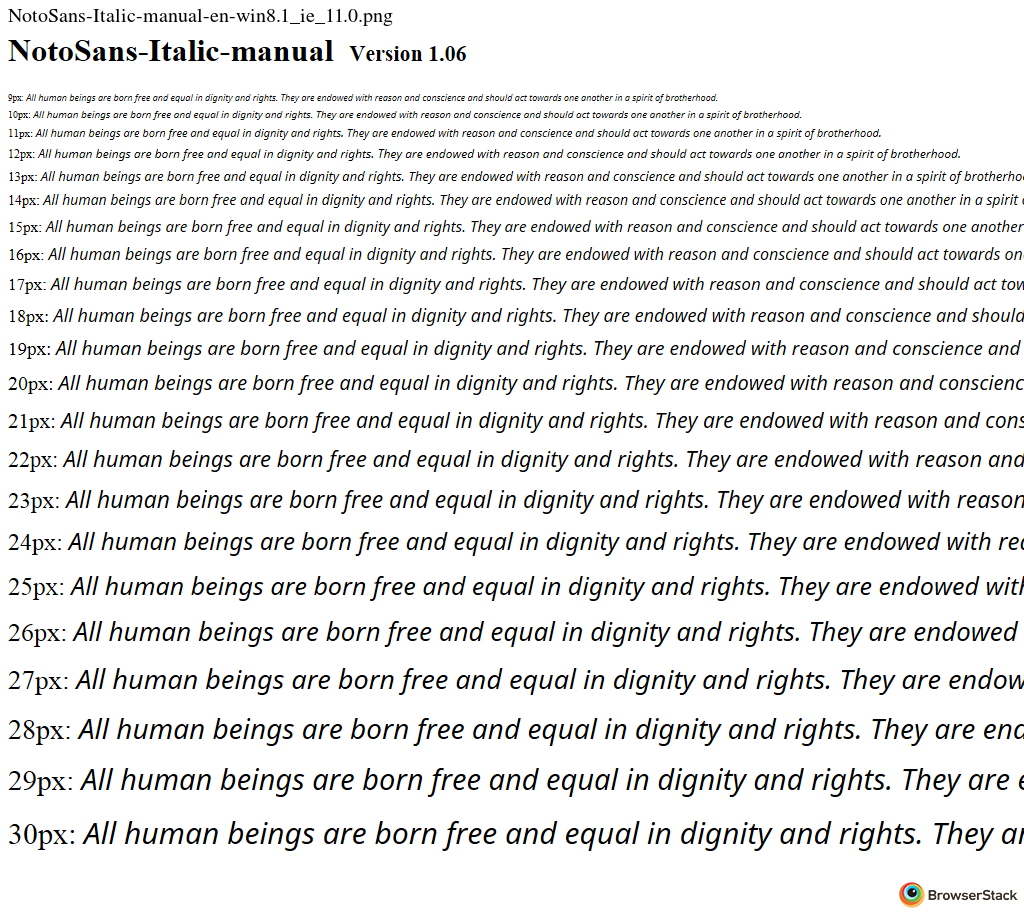 NotoSans-Italic-manual-en-win8.1_ie_11.0.png
NotoSans-Italic-manual Version 1.06
9px: All human beings are born free and equal in dignity and rights. They are endowed with reason and conscience and should act towards one another in a spirit of brotherhood.
10px: All human beings are born free and equal in dignity and rights. They are endowed with reason and conscience and should act towards one another in a spirit of brotherhood.
11px: All human beings are born free and equal in dignity and rights. They are endowed with reason and conscience and should act towards one another in a spirit of brotherhood.
12px: All human beings are born free and equal in dignity and rights. They are endowed with reason and conscience and should act towards one another in a spirit of brotherhood.
13px: All human beings are born free and equal in dignity and rights. They are endowed with reason and conscience and should act towards one another in a spirit of brotherho
14px: All human beings are born free and equal in dignity and rights. They are endowed with reason and conscience and should act towards one another in a spirit
15px: All human beings are born free and equal in dignity and rights. They are endowed with reason and conscience and should act towards one another
16px: All human beings are born free and equal in dignity and rights. They are endowed with reason and conscience and should act towards on
17px: All human beings are born free and equal in dignity and rights. They are endowed with reason and conscience and should act tow
18px: All human beings are born free and equal in dignity and rights. They are endowed with reason and conscience and should
19px: All human beings are born free and equal in dignity and rights. They are endowed with reason and conscience and
20px: All human beings are born free and equal in dignity and rights. They are endowed with reason and conscienc
21px: All human beings are born free and equal in dignity and rights. They are endowed with reason and cons
22px: All human beings are born free and equal in dignity and rights. They are endowed with reason and
23px: All human beings are born free and equal in dignity and rights. They are endowed with reason
24px: All human beings are born free and equal in dignity and rights. They are endowed with rea
25px: All human beings are born free and equal in dignity and rights. They are endowed with
26px: All human beings are born free and equal in dignity and rights. They are endowed
27px: All human beings are born free and equal in dignity and rights. They are endow
28px: All human beings are born free and equal in dignity and rights. They are end
29px: All human beings are born free and equal in dignity and rights. They are e
30px: All human beings are born free and equal in dignity and rights. They ar
BrowserStack